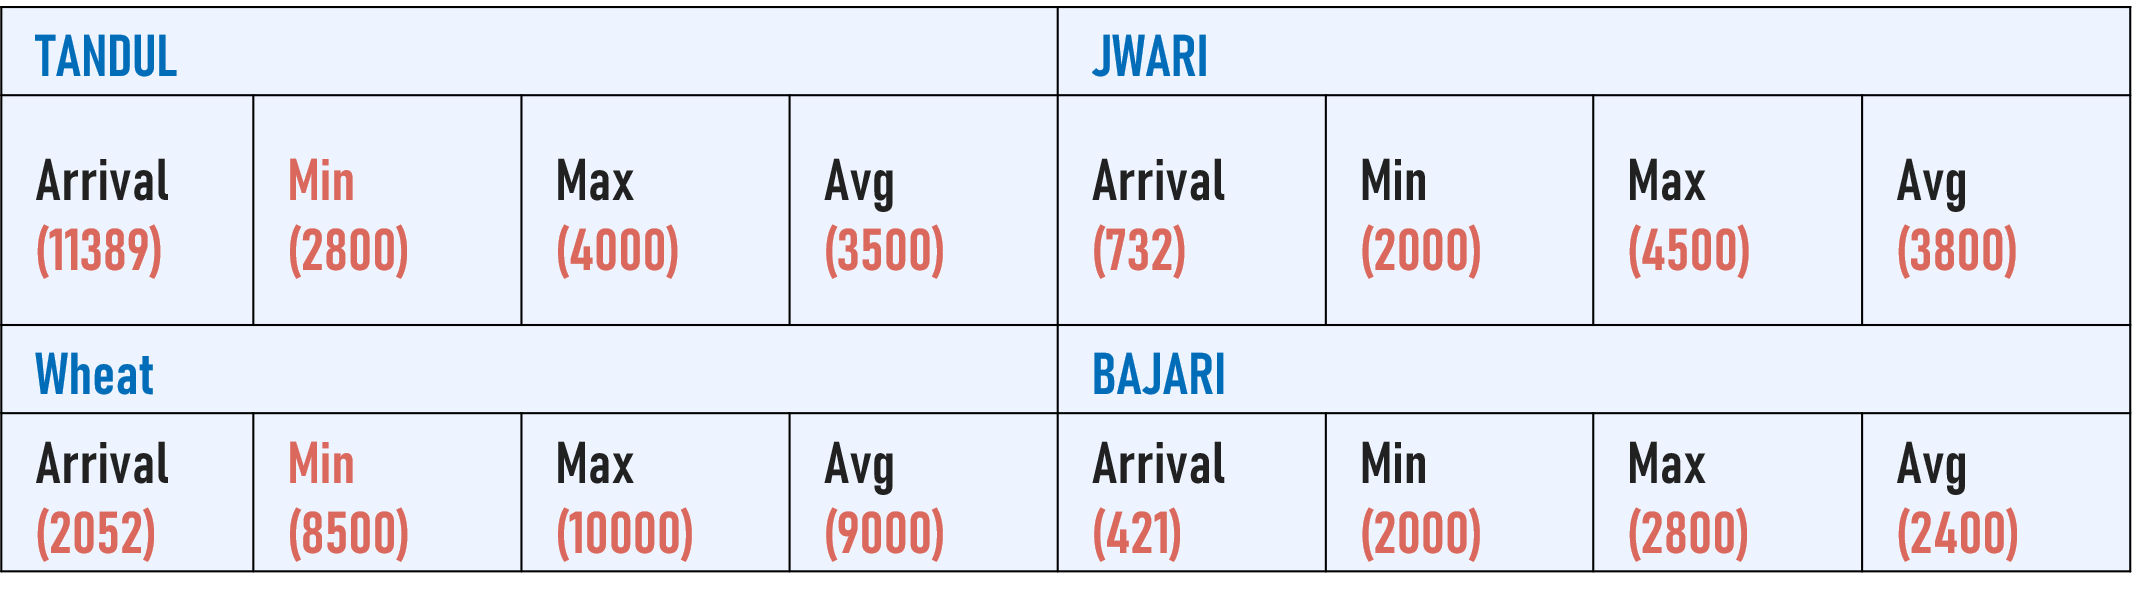 TANDUL
JWARI
Arrival
(11389)
Min
(2800)
Max
(4000)
Avg
(3500)
Arrival
(732)
Min
(2000)
Max
(4500)
Avg
(3800)
Wheat
BAJARI
Arrival
(2052)
Min
(8500)
Max
(10000)
Avg
(9000)
Arrival
(421)
Min
(2000)
Max
(2800)
Avg
(2400)